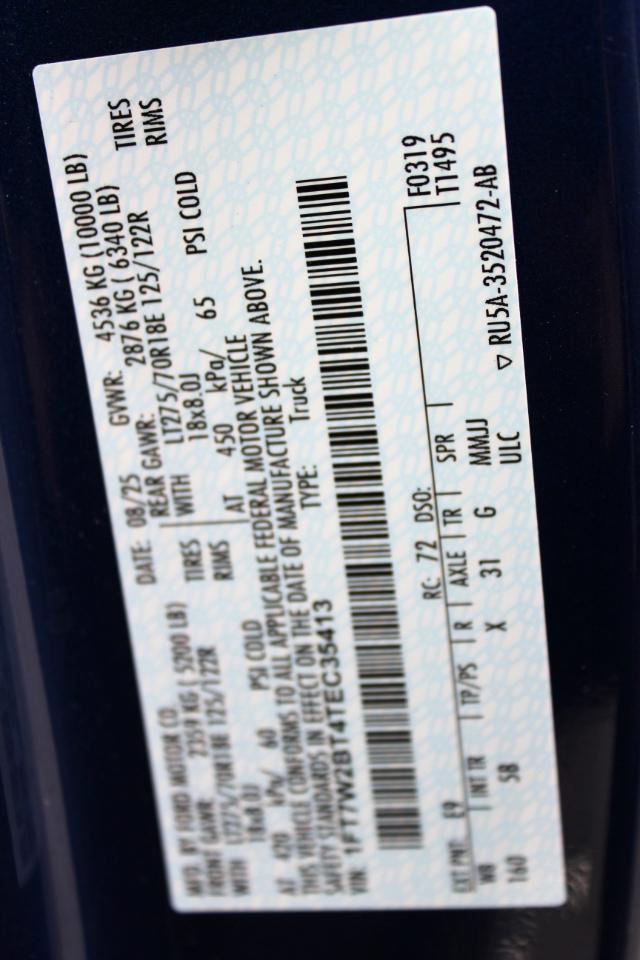 MFD. BY FORD MOTOR CO.
DATE: 08/25 GVWR: 4536 KG (10000 LB)
FRONT GAWR: 2359 KG ( 5200 LB)
REAR GAWR: 2876 KG ( 6340 LB)
WITH LT275/70R18E 125/122R TIRES
WITH LT275/70R18E 125/122R TIRES
18x8.0J RIMS
18x8.0J RIMS
AT 420 kPa/ 60 PSI COLD
AT 450 kPa/ 65 PSI COLD
THIS VEHICLE CONFORMS TO ALL APPLICABLE FEDERAL MOTOR VEHICLE
SAFETY STANDARDS IN EFFECT ON THE DATE OF MANUFACTURE SHOWN ABOVE.
VIN: 1FT7W2BT4TEC35413 TYPE: Truck
F0319
T1495
EXT PNT: E9 RC: 72 DSO:
WB INT TR TP/PS R AXLE TR SPR
160 58 X 31 G MMJJ
ULC
▽ RU5A-3520472-AB